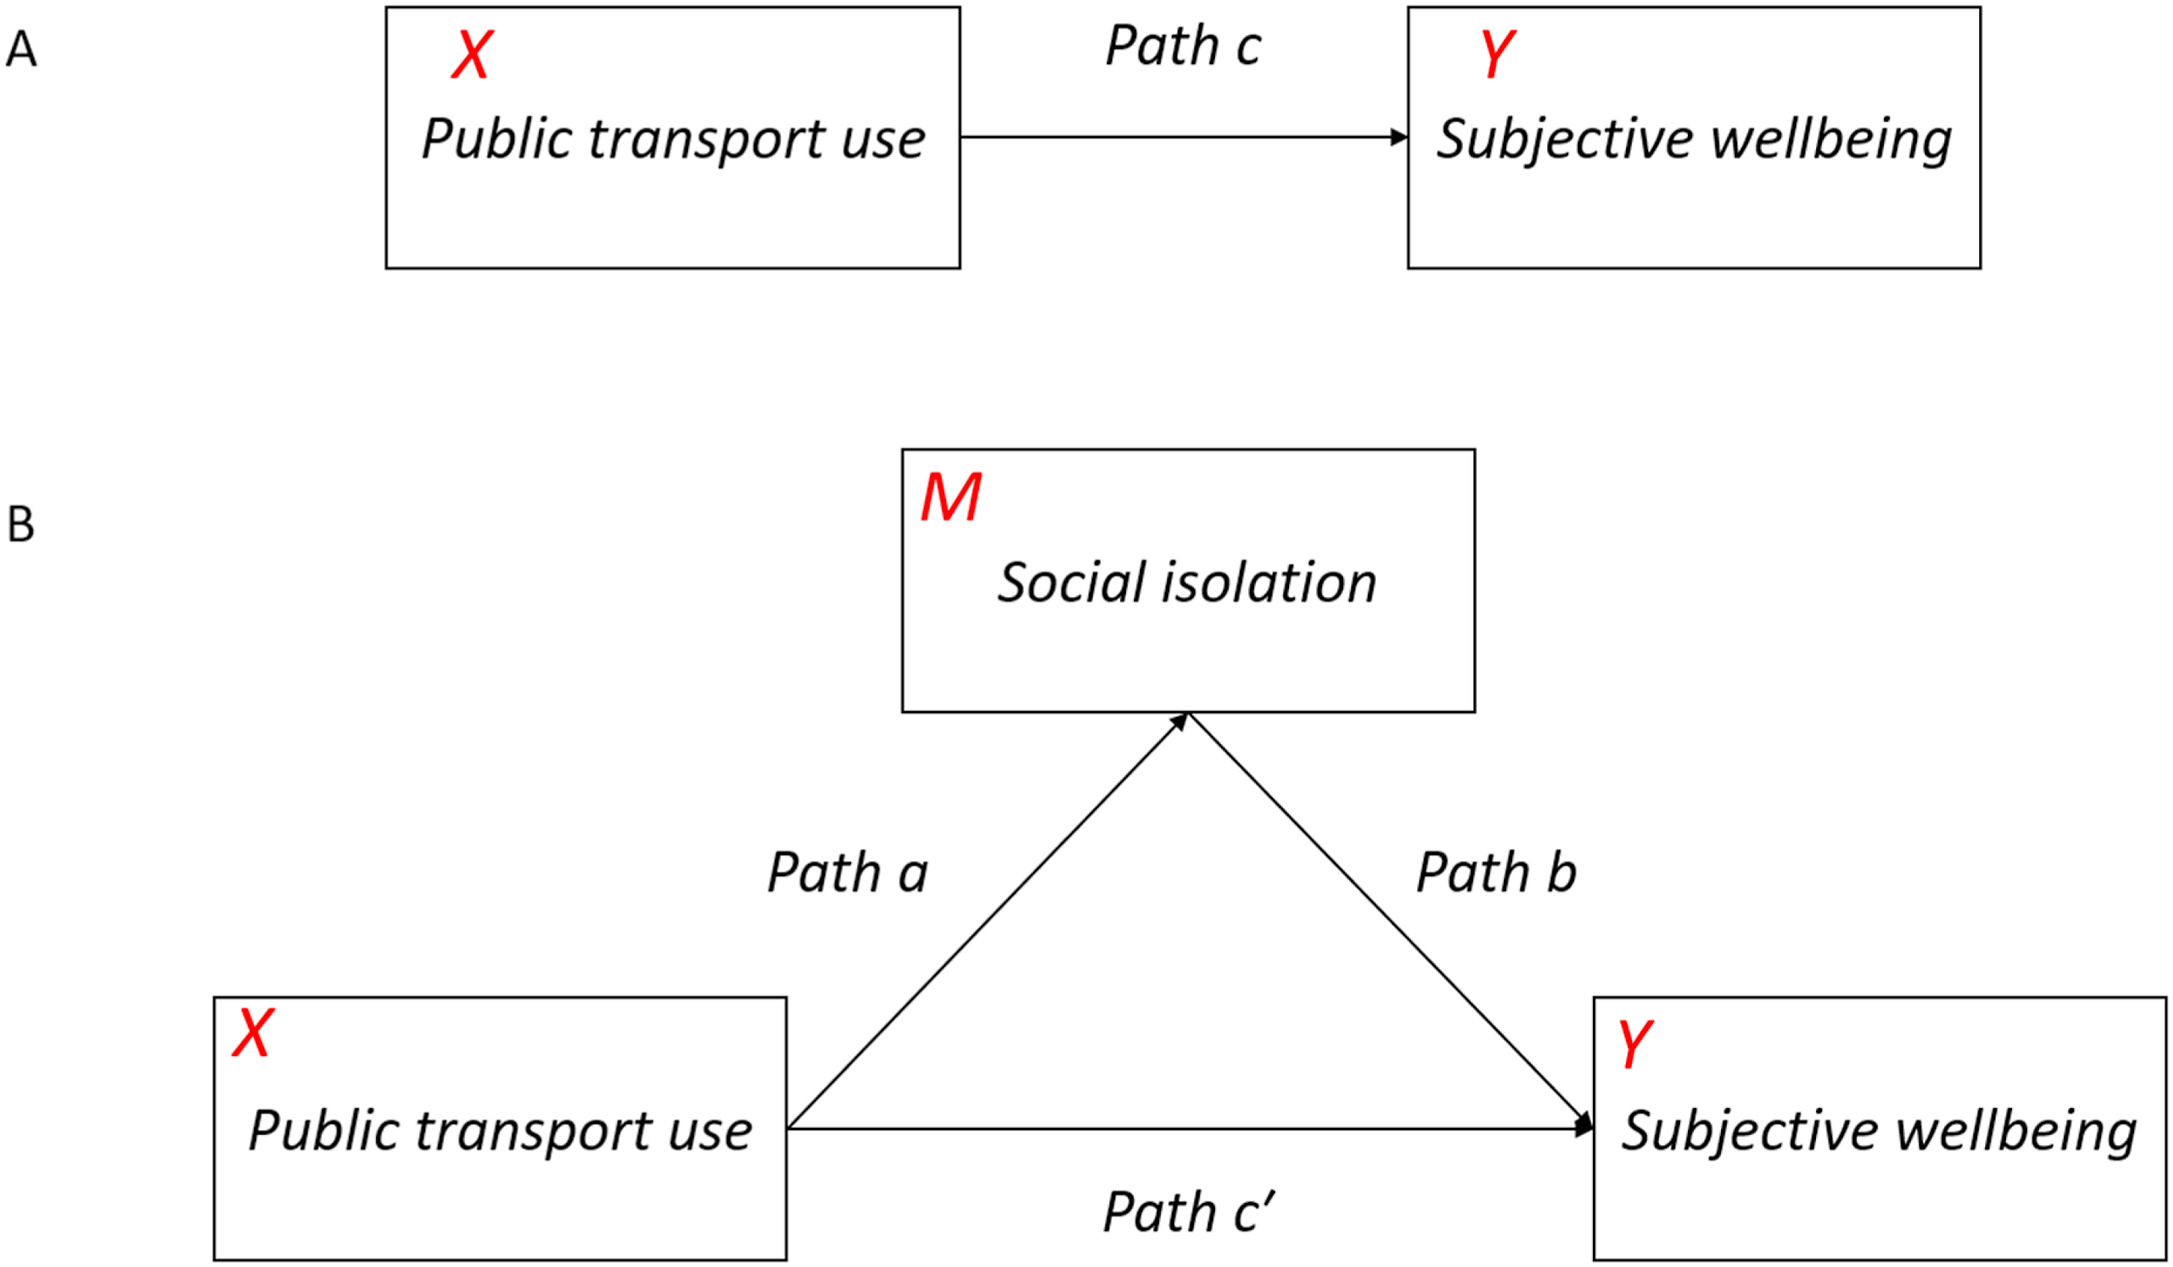 A
X
Public transport use
Path c
Y
Subjective wellbeing
B
M
Social isolation
Path a
Path b
X
Public transport use
Y
Subjective wellbeing
Path c′